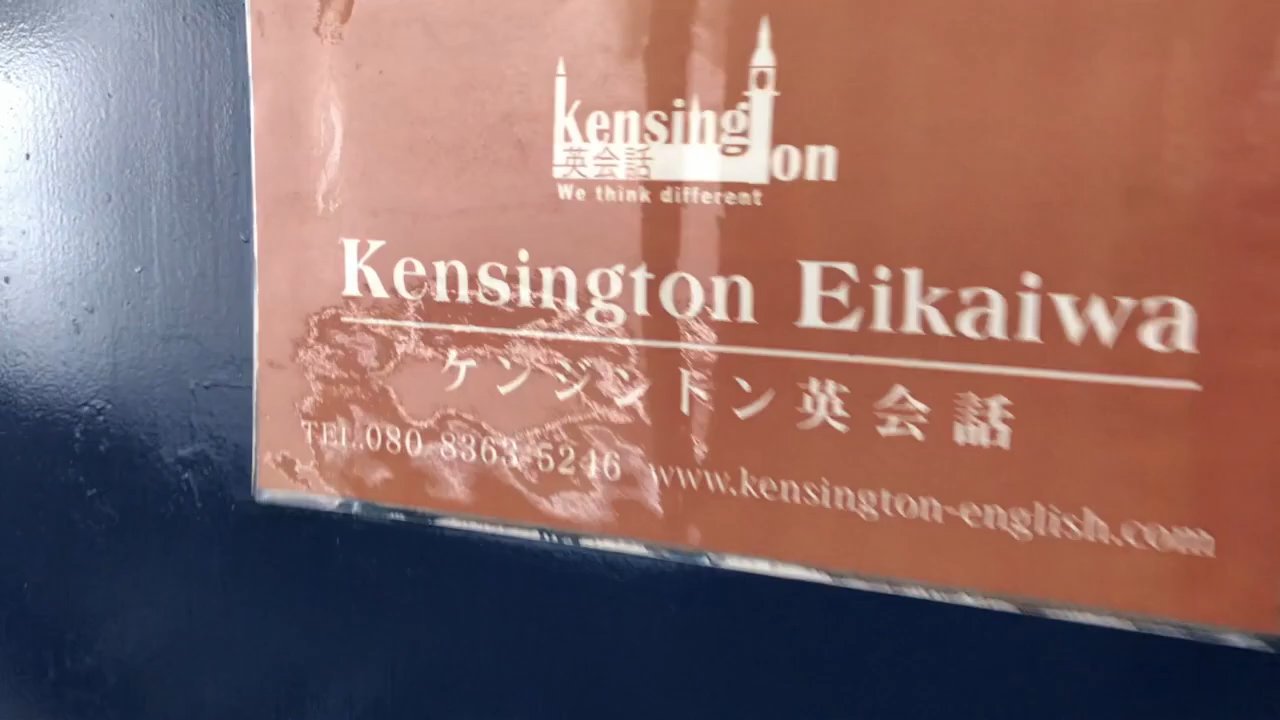 Kensington
英会話
We think different
Kensington Eikaiwa
ケンジントン英会話
TEL.080-8363-5246 www.kensington-english.com